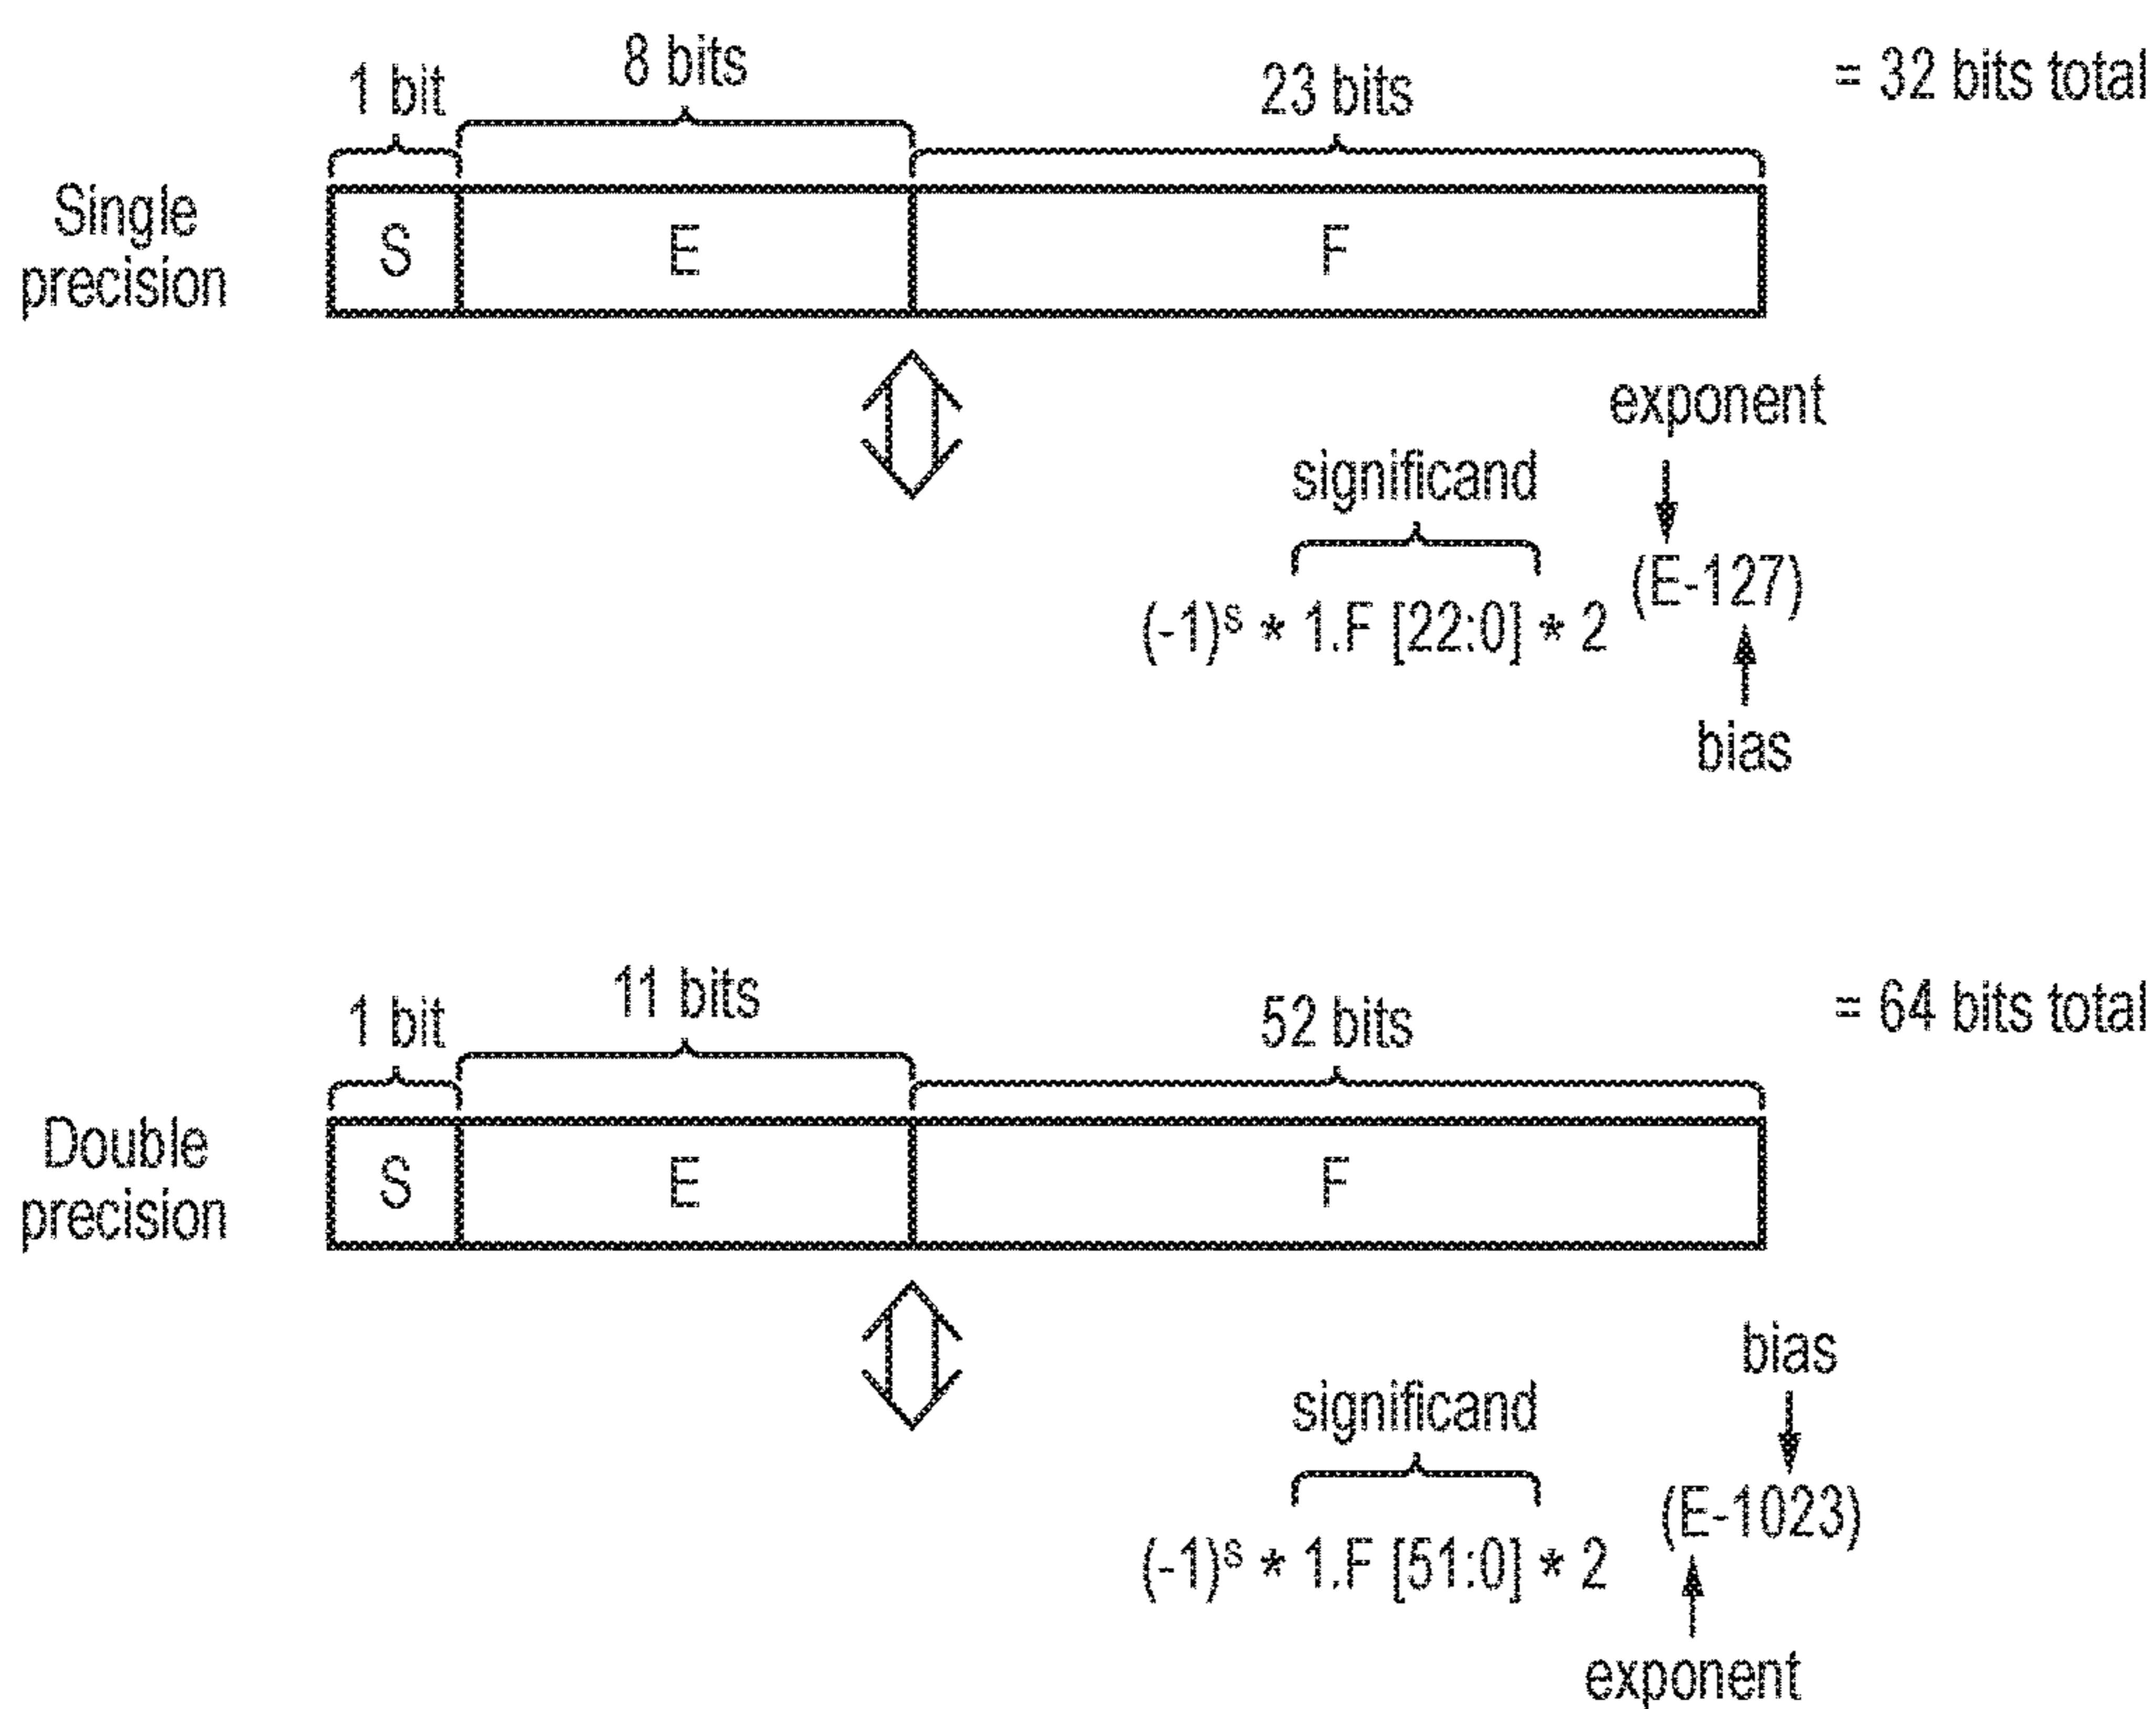 1 bit
8 bits
23 bits
= 32 bits total
Single
precision
S
E
F
exponent
significand
(-1)ˢ * 1.F [22:0] * 2 (E-127)
bias
1 bit
11 bits
52 bits
= 64 bits total
Double
precision
S
E
F
bias
significand
(-1)ˢ * 1.F [51:0] * 2 (E-1023)
exponent